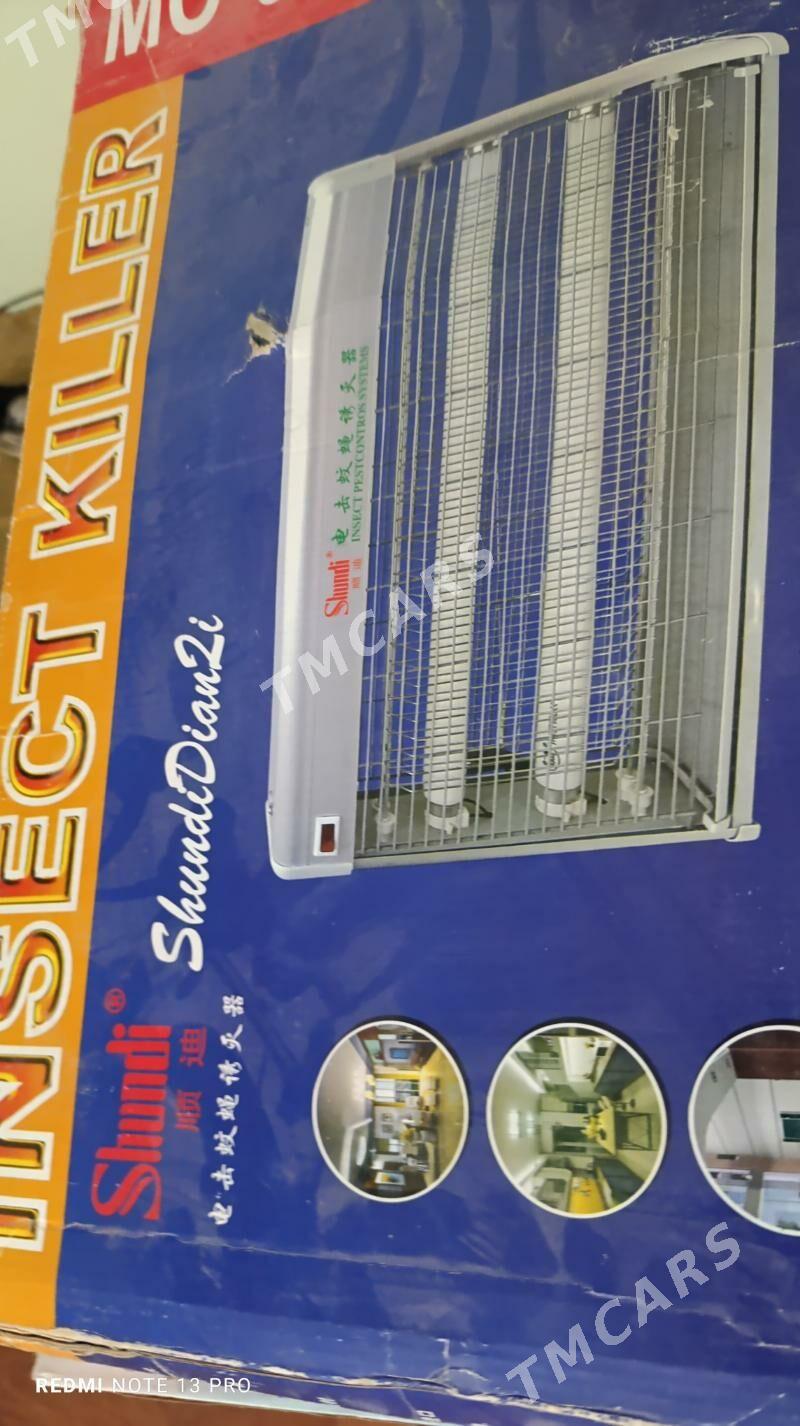 MO
INSECT KILLER
Shundi®
顺迪
ShundiDian2i
电击蚊蝇诱灭器
Shundi®
顺迪
电击蚊蝇诱灭器
INSECT PESTCONTROS SYSTEMS
TMCARS
TMCARS
REDMI NOTE 13 PRO